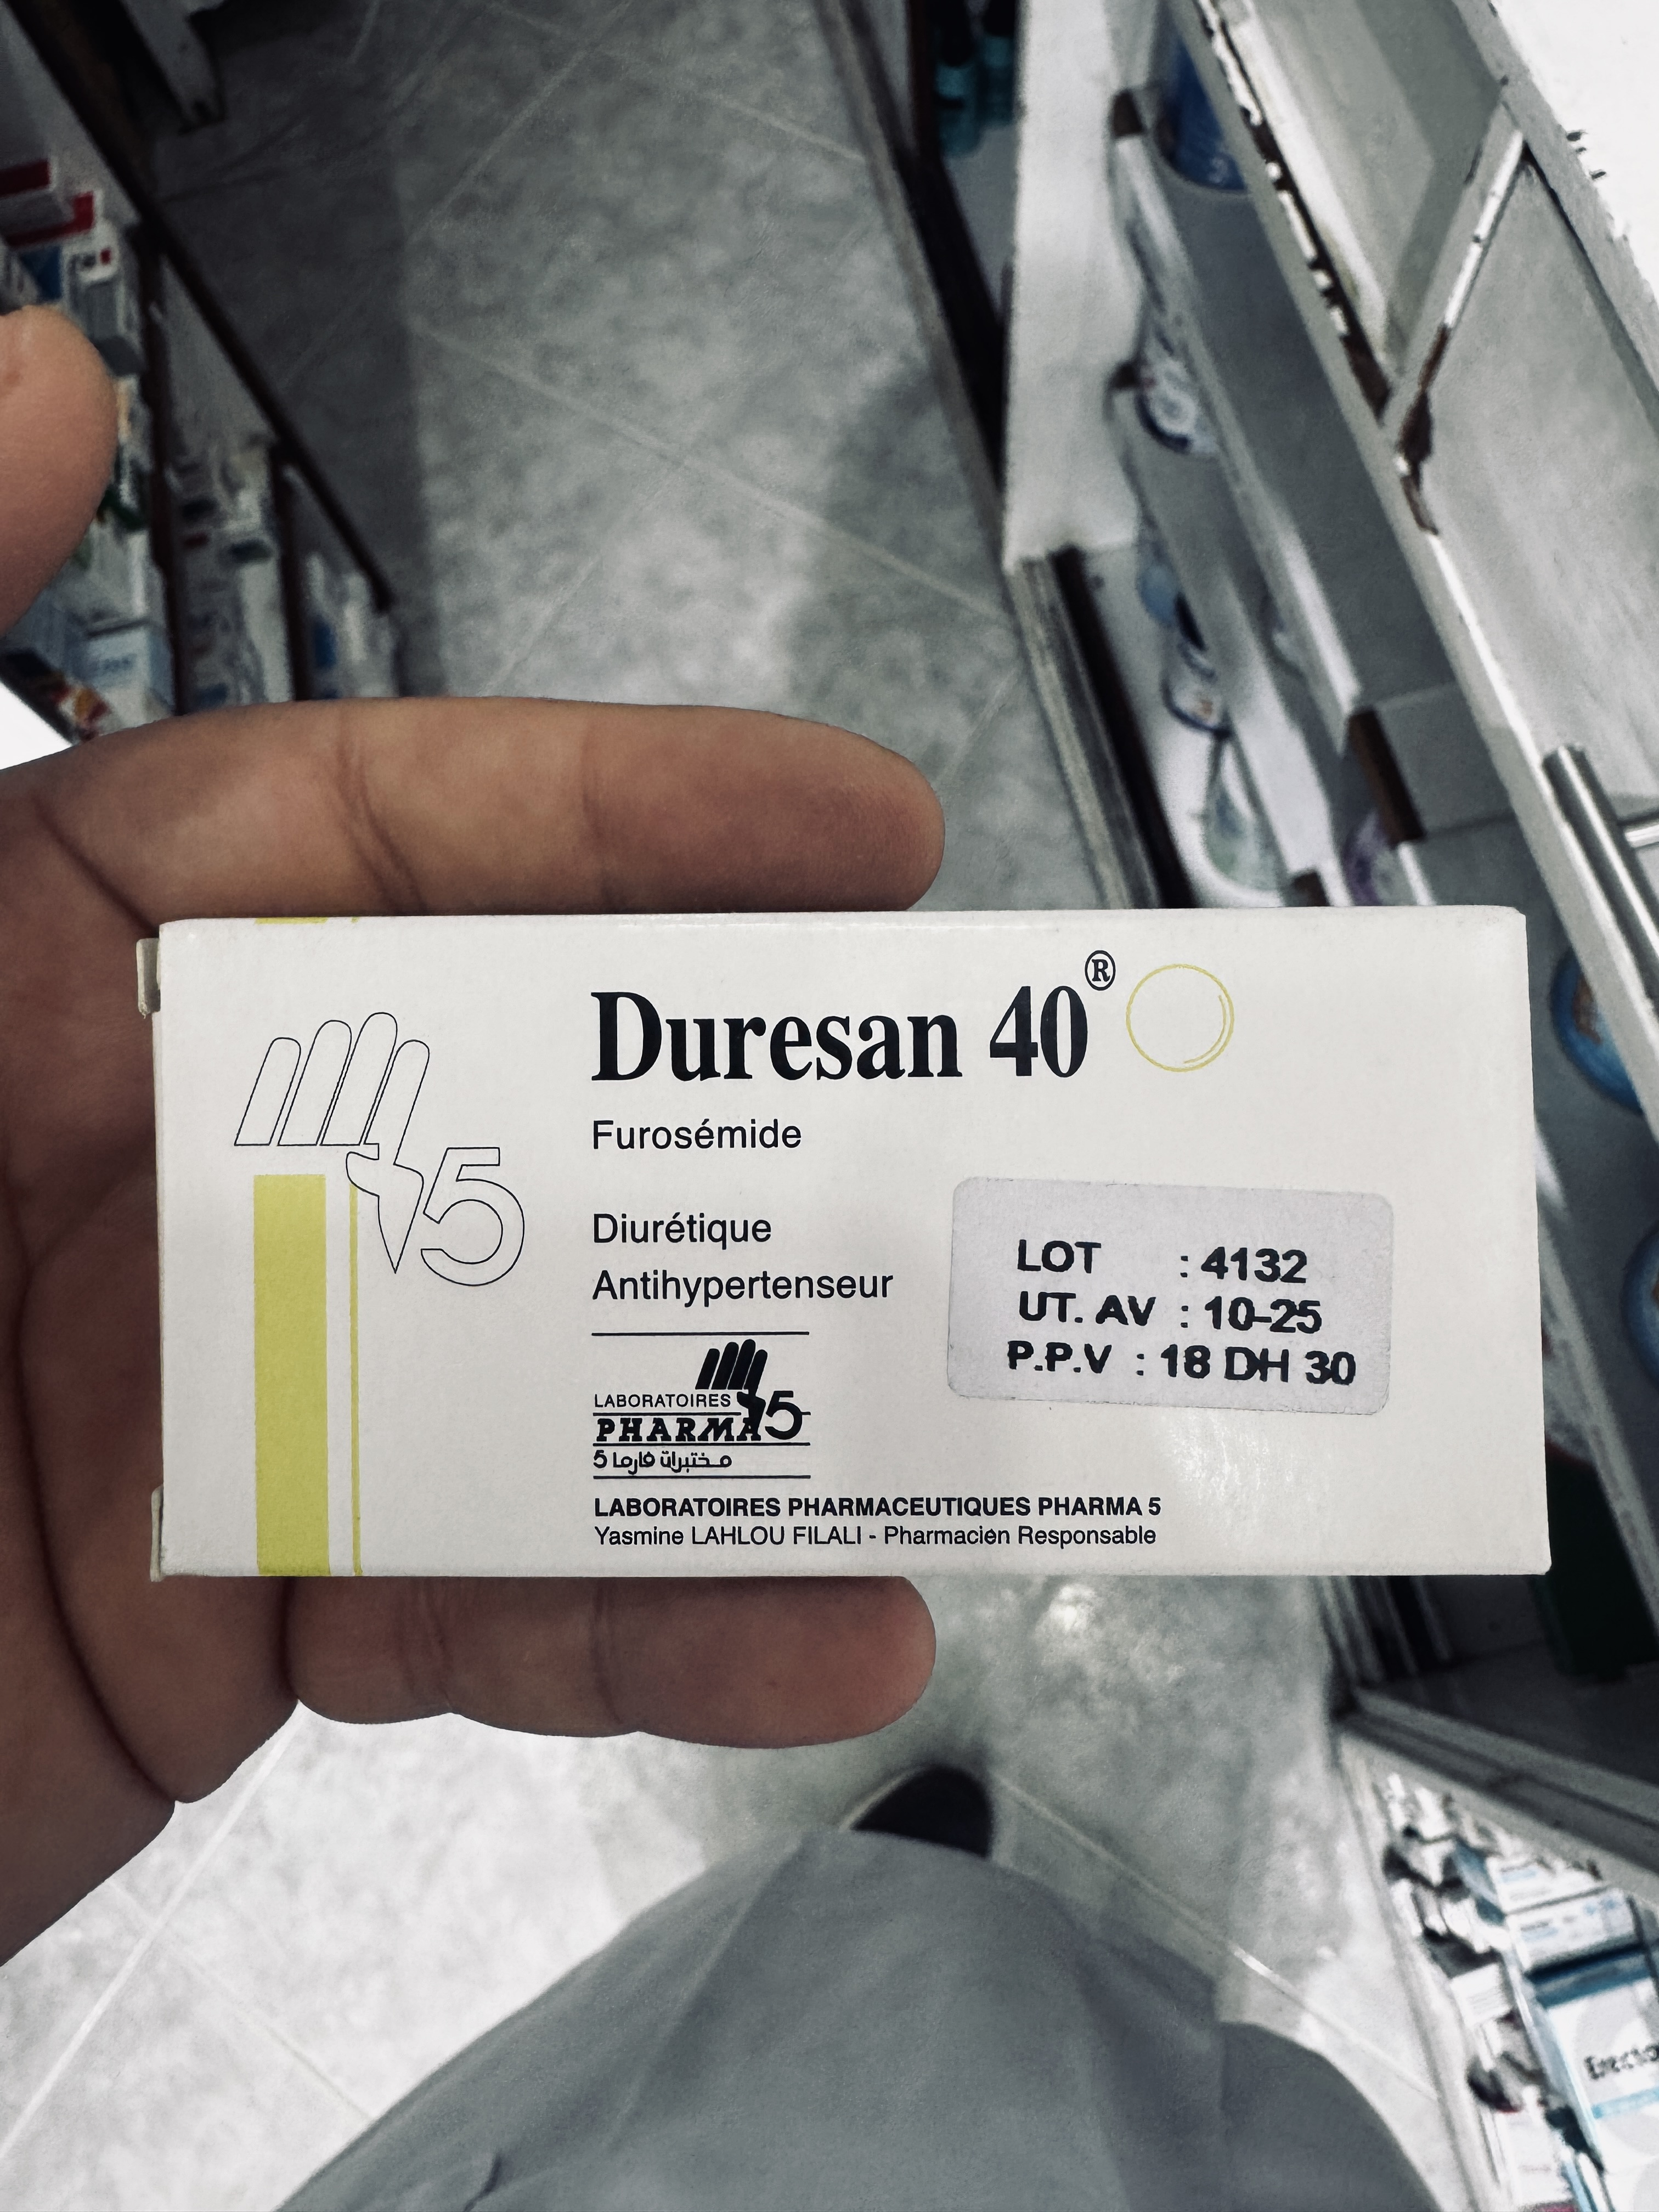 Duresan 40®
Furosémide
Diurétique
Antihypertenseur
5
LOT : 4132
UT. AV : 10-25
P.P.V : 18 DH 30
LABORATOIRES
PHARMA 5
مختبرات فارما 5
LABORATOIRES PHARMACEUTIQUES PHARMA 5
Yasmine LAHLOU FILALI - Pharmacien Responsable